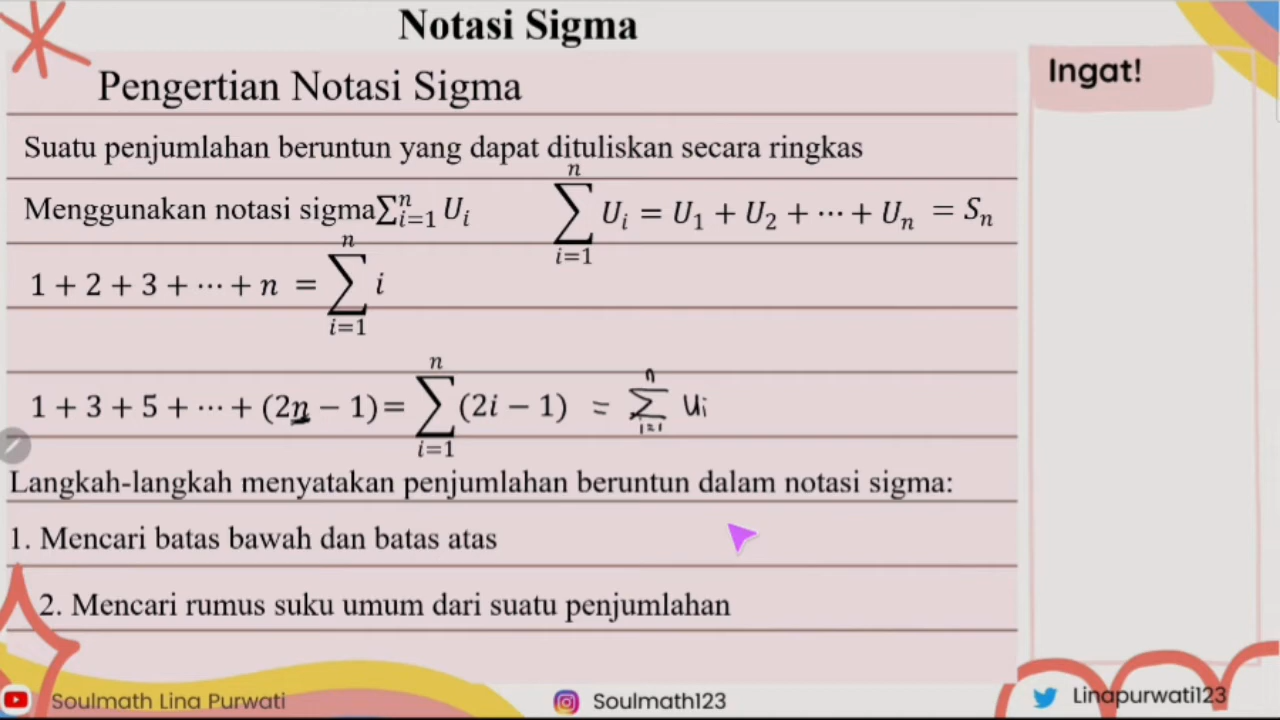 Notasi Sigma
Pengertian Notasi Sigma
Ingat!
Suatu penjumlahan beruntun yang dapat dituliskan secara ringkas
Menggunakan notasi sigma∑ⁿᵢ₌₁ Uᵢ    ∑ⁿᵢ₌₁ Uᵢ = U₁ + U₂ + ⋯ + Uₙ = Sₙ
1 + 2 + 3 + ⋯ + n = ∑ⁿᵢ₌₁ i
1 + 3 + 5 + ⋯ + (2n − 1)= ∑ⁿᵢ₌₁ (2i − 1) = ∑ⁿᵢ₌₁ Uᵢ
Langkah-langkah menyatakan penjumlahan beruntun dalam notasi sigma:
1. Mencari batas bawah dan batas atas
2. Mencari rumus suku umum dari suatu penjumlahan
Soulmath Lina Purwati
Soulmath123
Linapurwati123